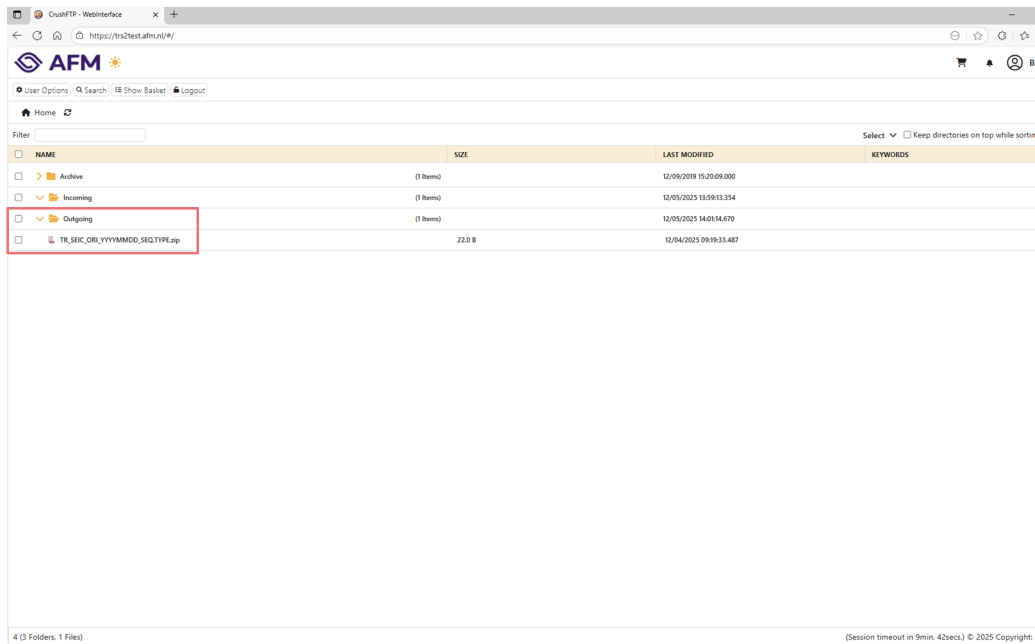 CrushFTP - WebInterface
https://trs2test.afm.nl/#/
AFM
B
User Options Search Show Basket Logout
Home
Filter Select Keep directories on top while sortin
NAME SIZE LAST MODIFIED KEYWORDS
Archive (1 Items) 12/09/2019 15:20:09.000
Incoming (1 Items) 12/05/2025 13:59:13.354
Outgoing (1 Items) 12/05/2025 14:01:14.670
TR_SEIC_ORI_YYYYMMDD_SEQ.TYPE.zip 22.0 B 12/04/2025 09:19:33.487
4 (3 Folders, 1 Files) (Session timeout in 9min, 42secs.) © 2025 Copyright: